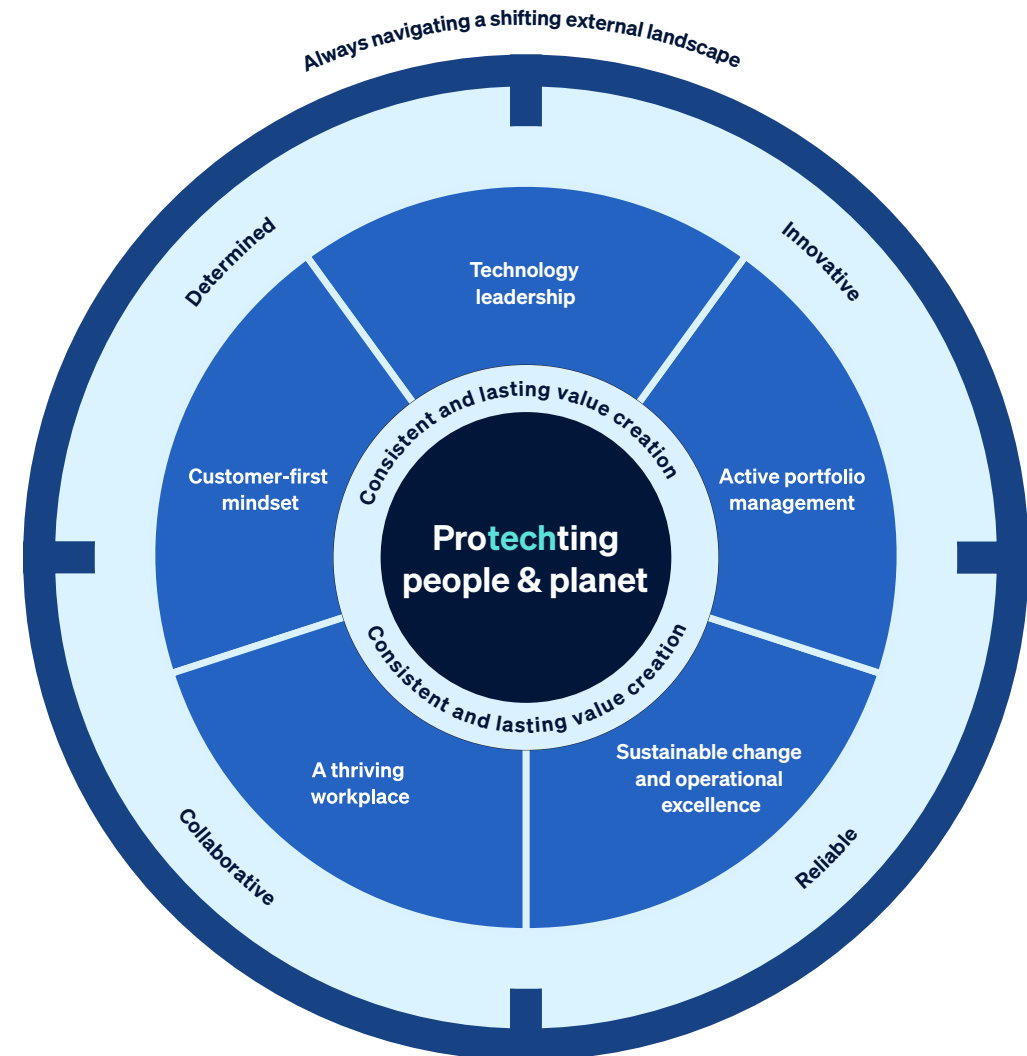 Always navigating a shifting external landscape
Determined
Innovative
Technology
leadership
Consistent and lasting value creation
Customer-first
mindset
Active portfolio
management
Protechting
people & planet
Consistent and lasting value creation
A thriving
workplace
Sustainable change
and operational
excellence
Collaborative
Reliable